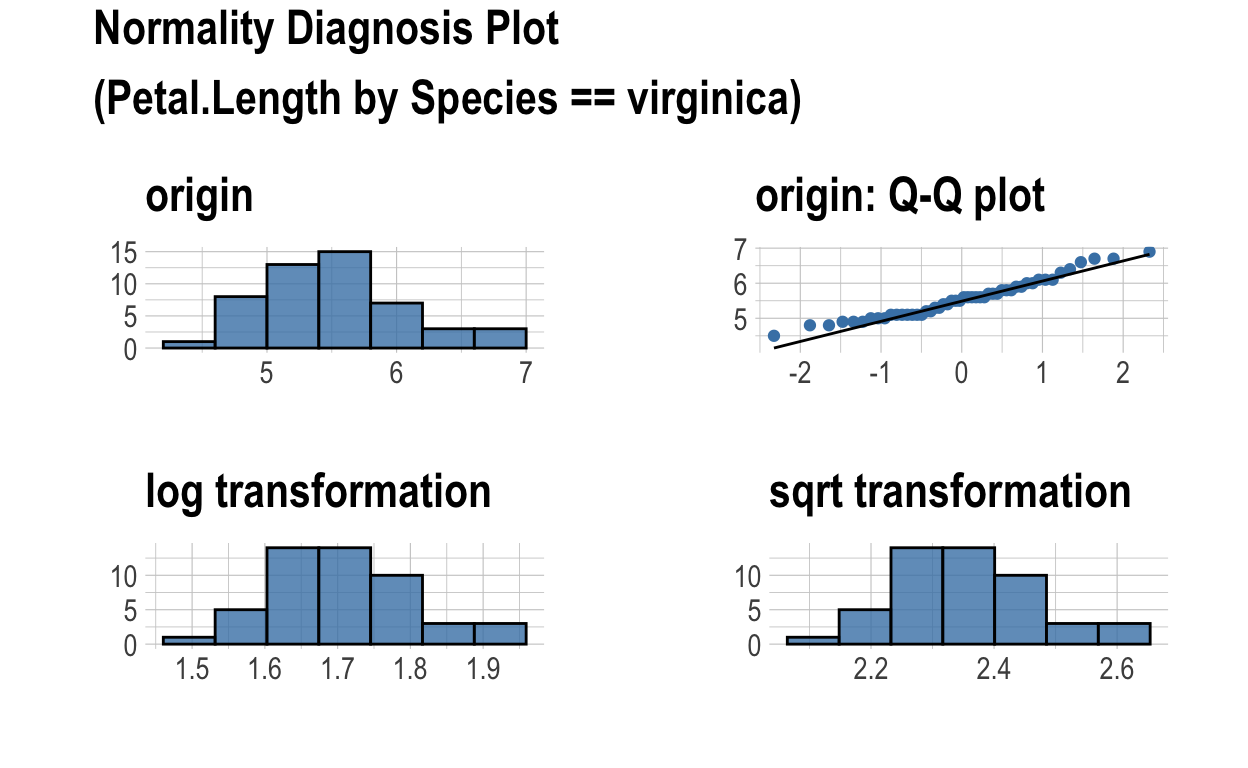 Normality Diagnosis Plot
(Petal.Length by Species == virginica)
origin
15
10
5
0
5 6 7
origin: Q-Q plot
7
6
5
-2 -1 0 1 2
log transformation
10
5
0
1.5 1.6 1.7 1.8 1.9
sqrt transformation
10
5
0
2.2 2.4 2.6